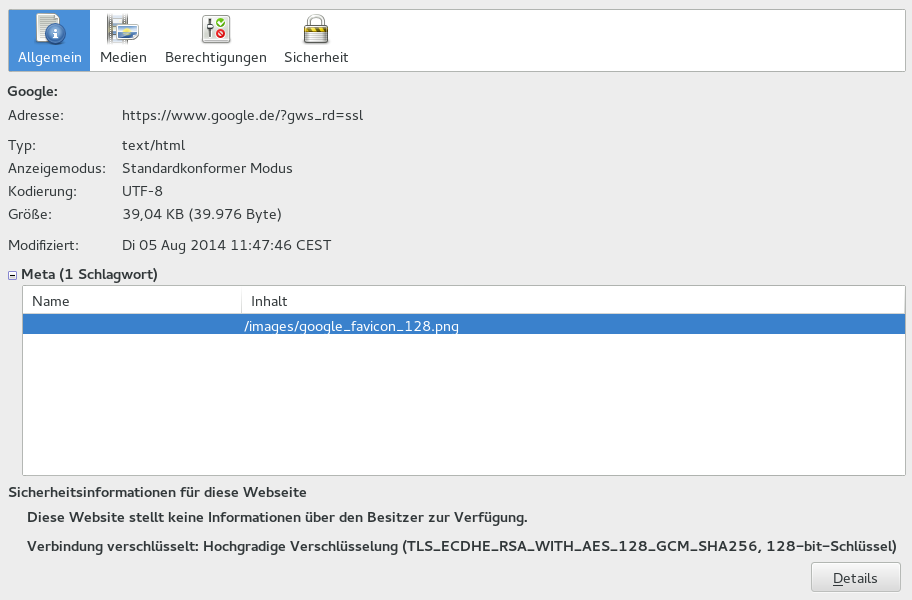 Allgemein Medien Berechtigungen Sicherheit
Google:
Adresse: https://www.google.de/?gws_rd=ssl
Typ: text/html
Anzeigemodus: Standardkonformer Modus
Kodierung: UTF-8
Größe: 39,04 KB (39.976 Byte)
Modifiziert: Di 05 Aug 2014 11:47:46 CEST
Meta (1 Schlagwort)
Name Inhalt
/images/google_favicon_128.png
Sicherheitsinformationen für diese Webseite
Diese Website stellt keine Informationen über den Besitzer zur Verfügung.
Verbindung verschlüsselt: Hochgradige Verschlüsselung (TLS_ECDHE_RSA_WITH_AES_128_GCM_SHA256, 128-bit-Schlüssel)
Details